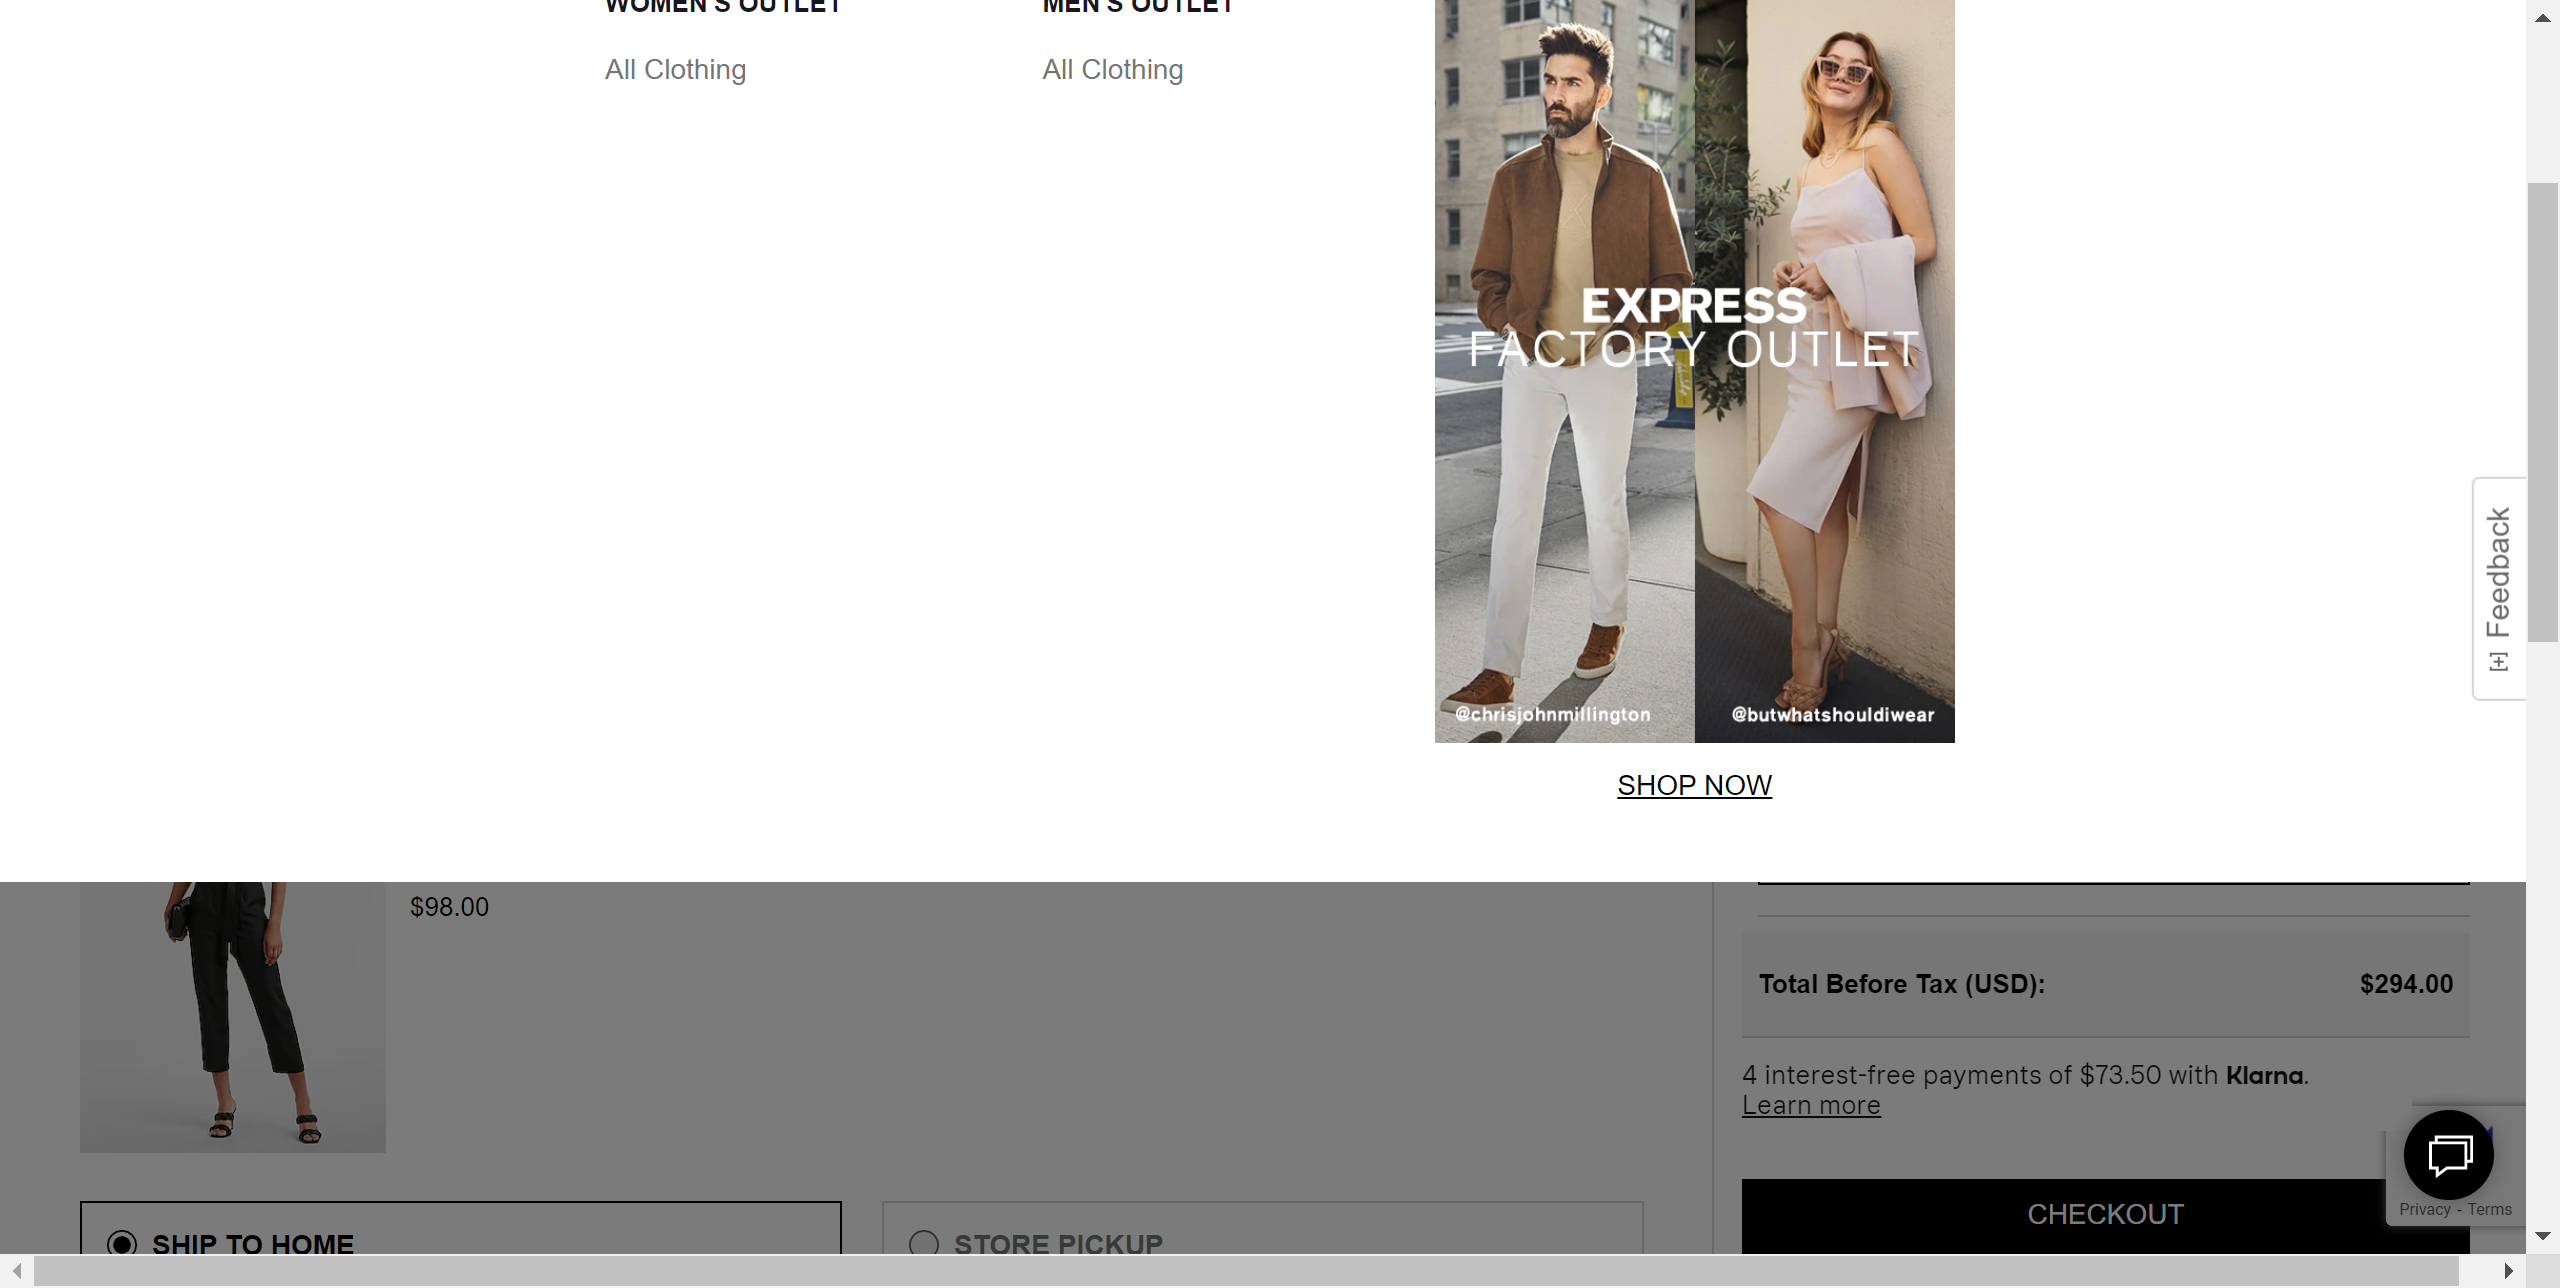 WOMEN'S OUTLET
MEN'S OUTLET
All Clothing
All Clothing
EXPRESS
FACTORY OUTLET
@chrisjohnmillington
@butwhatshouldiwear
SHOP NOW
[+] Feedback
$98.00
Total Before Tax (USD): $294.00
4 interest-free payments of $73.50 with Klarna.
Learn more
CHECKOUT
Privacy - Terms
SHIP TO HOME
STORE PICKUP